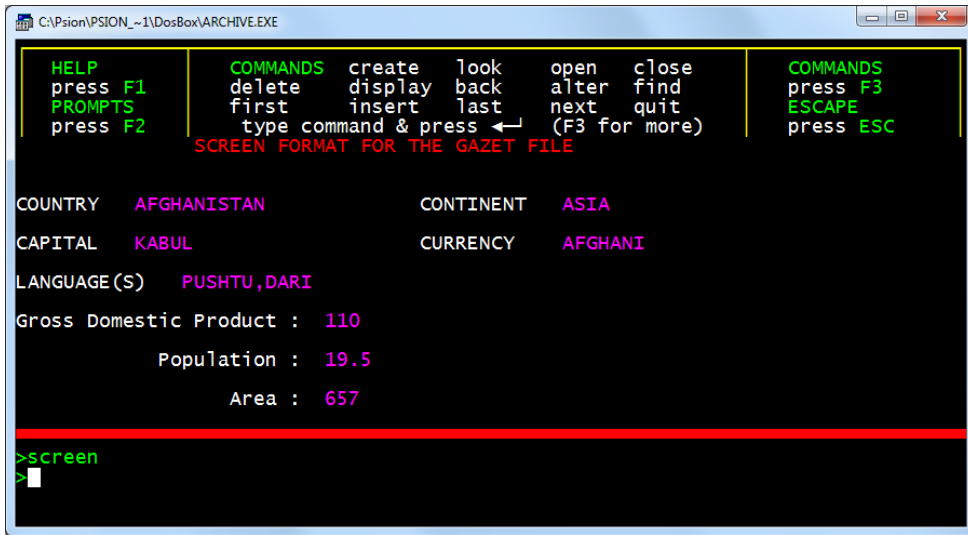 C:\Psion\PSION_~1\DosBox\ARCHIVE.EXE
HELP COMMANDS create look open close COMMANDS
press F1 delete display back alter find press F3
PROMPTS first insert last next quit ESCAPE
press F2 type command & press ←┘ (F3 for more) press ESC
SCREEN FORMAT FOR THE GAZET FILE
COUNTRY AFGHANISTAN CONTINENT ASIA
CAPITAL KABUL CURRENCY AFGHANI
LANGUAGE(S) PUSHTU,DARI
Gross Domestic Product : 110
Population : 19.5
Area : 657
>screen
>